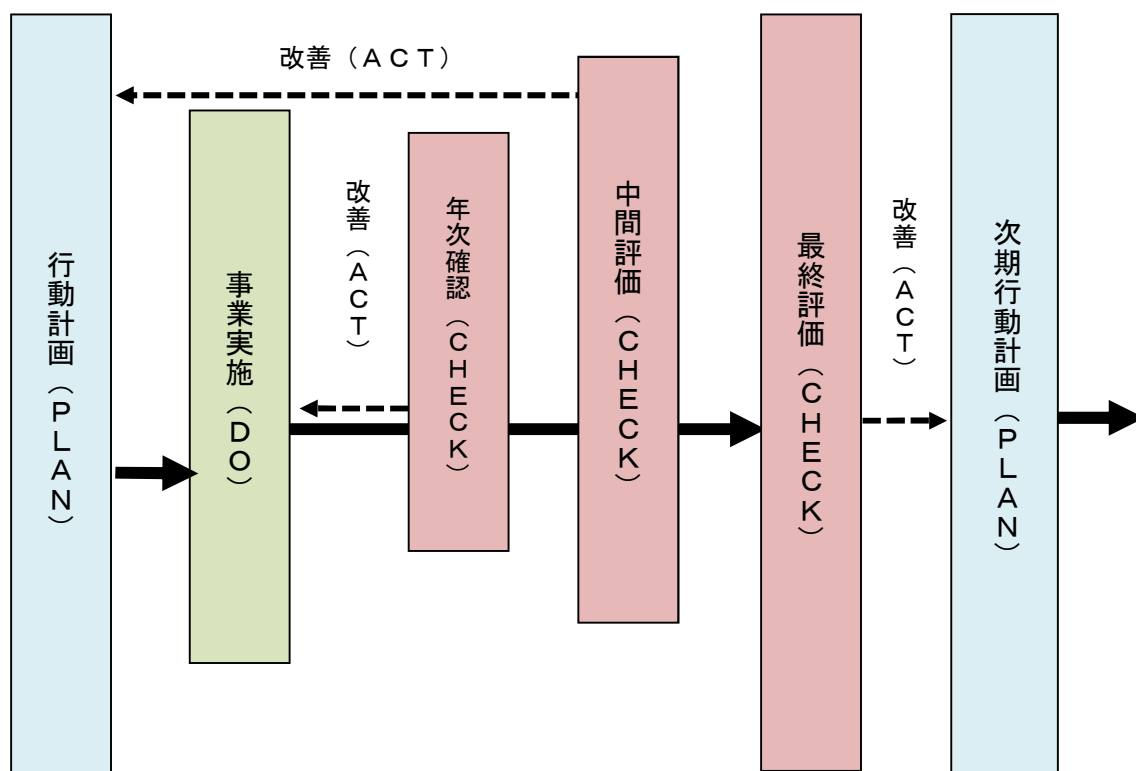 改善（ＡＣＴ）
行動計画（ＰＬＡＮ）
事業実施（ＤＯ）
改善（ＡＣＴ）
年次確認（ＣＨＥＣＫ）
中間評価（ＣＨＥＣＫ）
最終評価（ＣＨＥＣＫ）
改善（ＡＣＴ）
次期行動計画（ＰＬＡＮ）